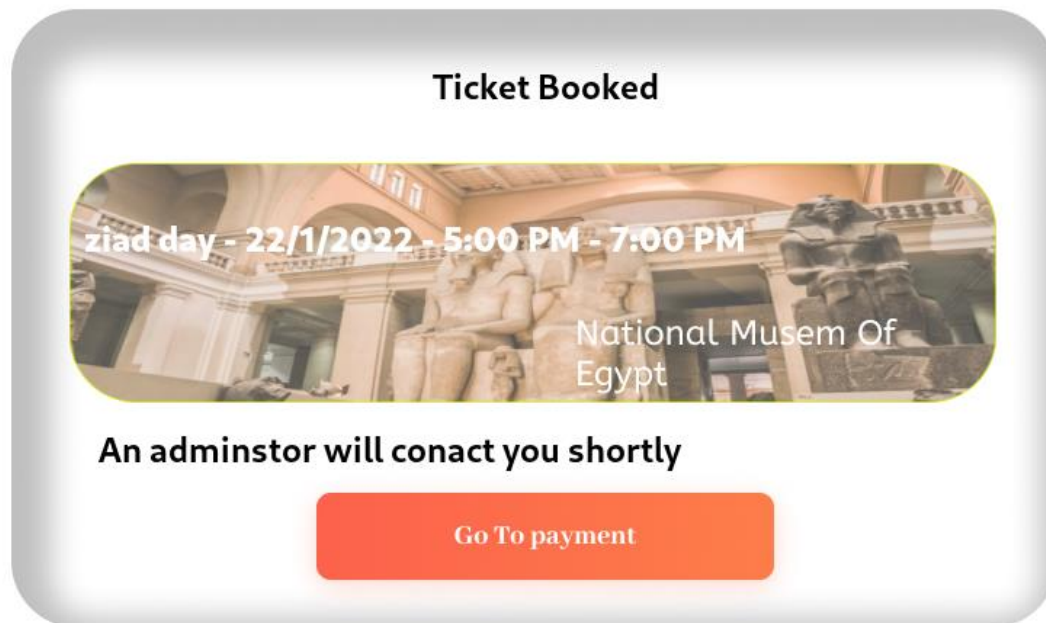 Ticket Booked
ziad day - 22/1/2022 - 5:00 PM - 7:00 PM
National Musem Of
Egypt
An adminstor will conact you shortly
Go To payment